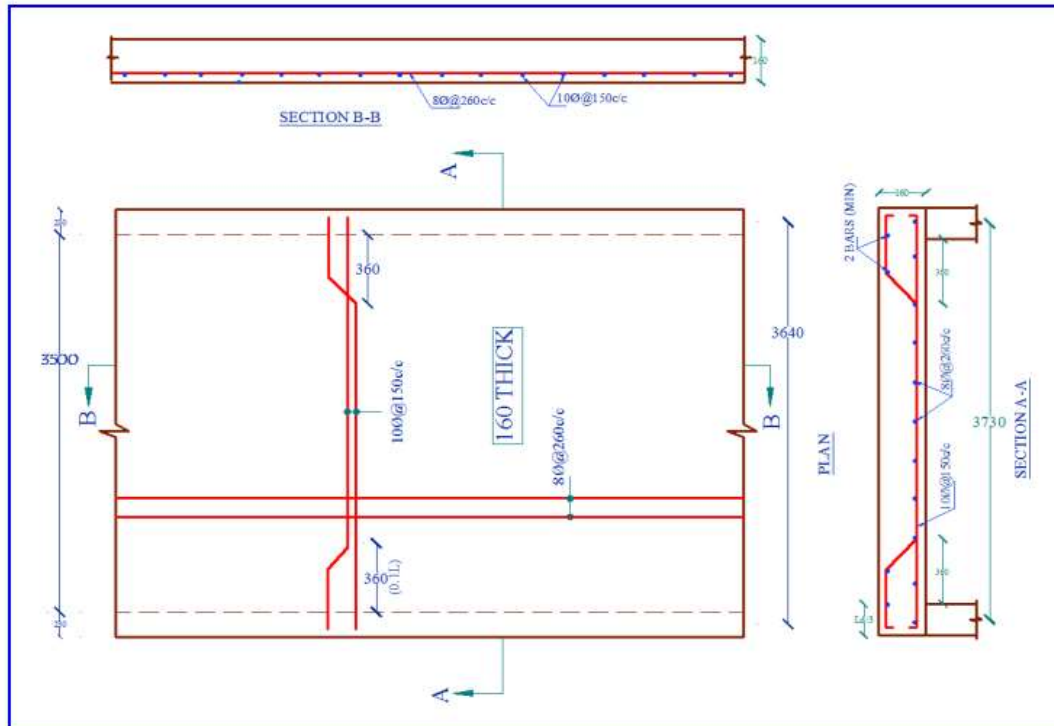 160
8Ø@260c/c
10Ø@150c/c
SECTION B-B
A
160
2 BARS (MIN)
360
360
3500
3640
10Ø@150c/c
160 THICK
8Ø@260c/c
B
B
PLAN
8Ø@260c/c
3730
SECTION A-A
10Ø@150c/c
360
(0.1L)
360
A